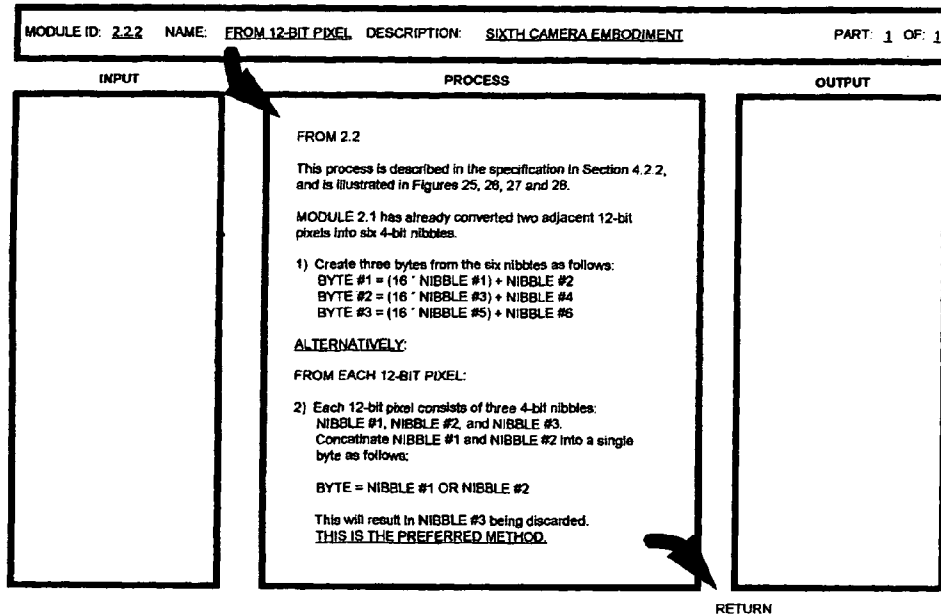 MODULE ID: 2.2.2 NAME: FROM 12-BIT PIXEL DESCRIPTION: SIXTH CAMERA EMBODIMENT PART: 1 OF: 1
INPUT PROCESS OUTPUT
FROM 2.2
This process is described in the specification in Section 4.2.2,
and is illustrated in Figures 25, 26, 27 and 28.
MODULE 2.1 has already converted two adjacent 12-bit
pixels into six 4-bit nibbles.
1) Create three bytes from the six nibbles as follows:
BYTE #1 = (16 * NIBBLE #1) + NIBBLE #2
BYTE #2 = (16 * NIBBLE #3) + NIBBLE #4
BYTE #3 = (16 * NIBBLE #5) + NIBBLE #6
ALTERNATIVELY:
FROM EACH 12-BIT PIXEL:
2) Each 12-bit pixel consists of three 4-bit nibbles:
NIBBLE #1, NIBBLE #2, and NIBBLE #3.
Concatinate NIBBLE #1 and NIBBLE #2 into a single
byte as follows:
BYTE = NIBBLE #1 OR NIBBLE #2
This will result in NIBBLE #3 being discarded.
THIS IS THE PREFERRED METHOD.
RETURN